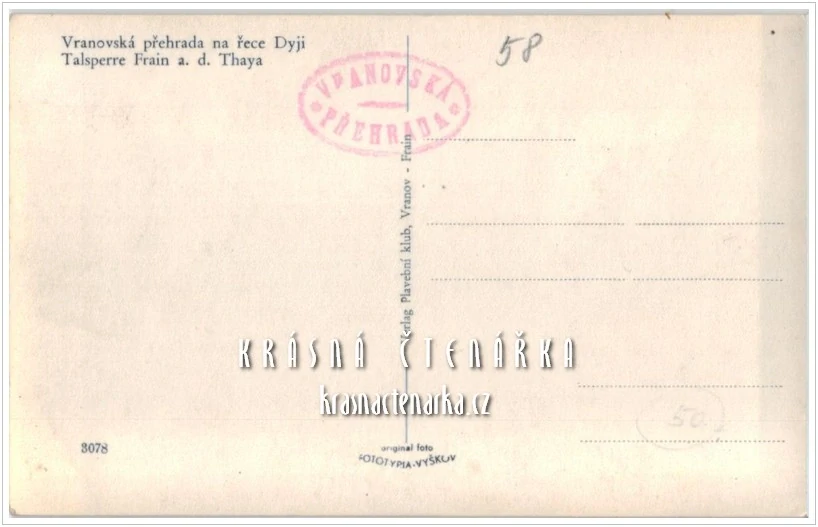 Vranovská přehrada na řece Dyji
Talsperre Frain a. d. Thaya
58
VRANOVSKÁ
PŘEHRADA
Verlag Plavební klub, Vranov - Frain
KRÁSNÁ ČTENÁŘKA
krasnactenarka.cz
50,
3078
original foto
FOTOTYPIA-VYŠKOV